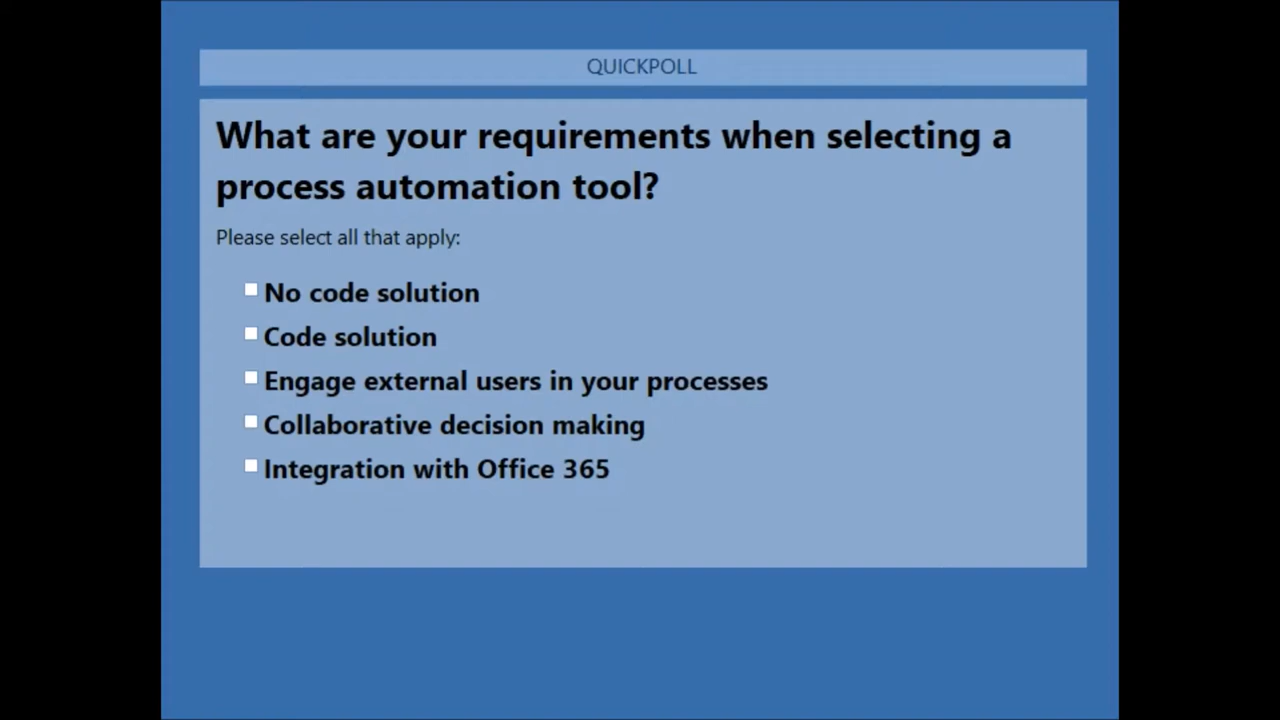 QUICKPOLL
What are your requirements when selecting a
process automation tool?
Please select all that apply:
No code solution
Code solution
Engage external users in your processes
Collaborative decision making
Integration with Office 365